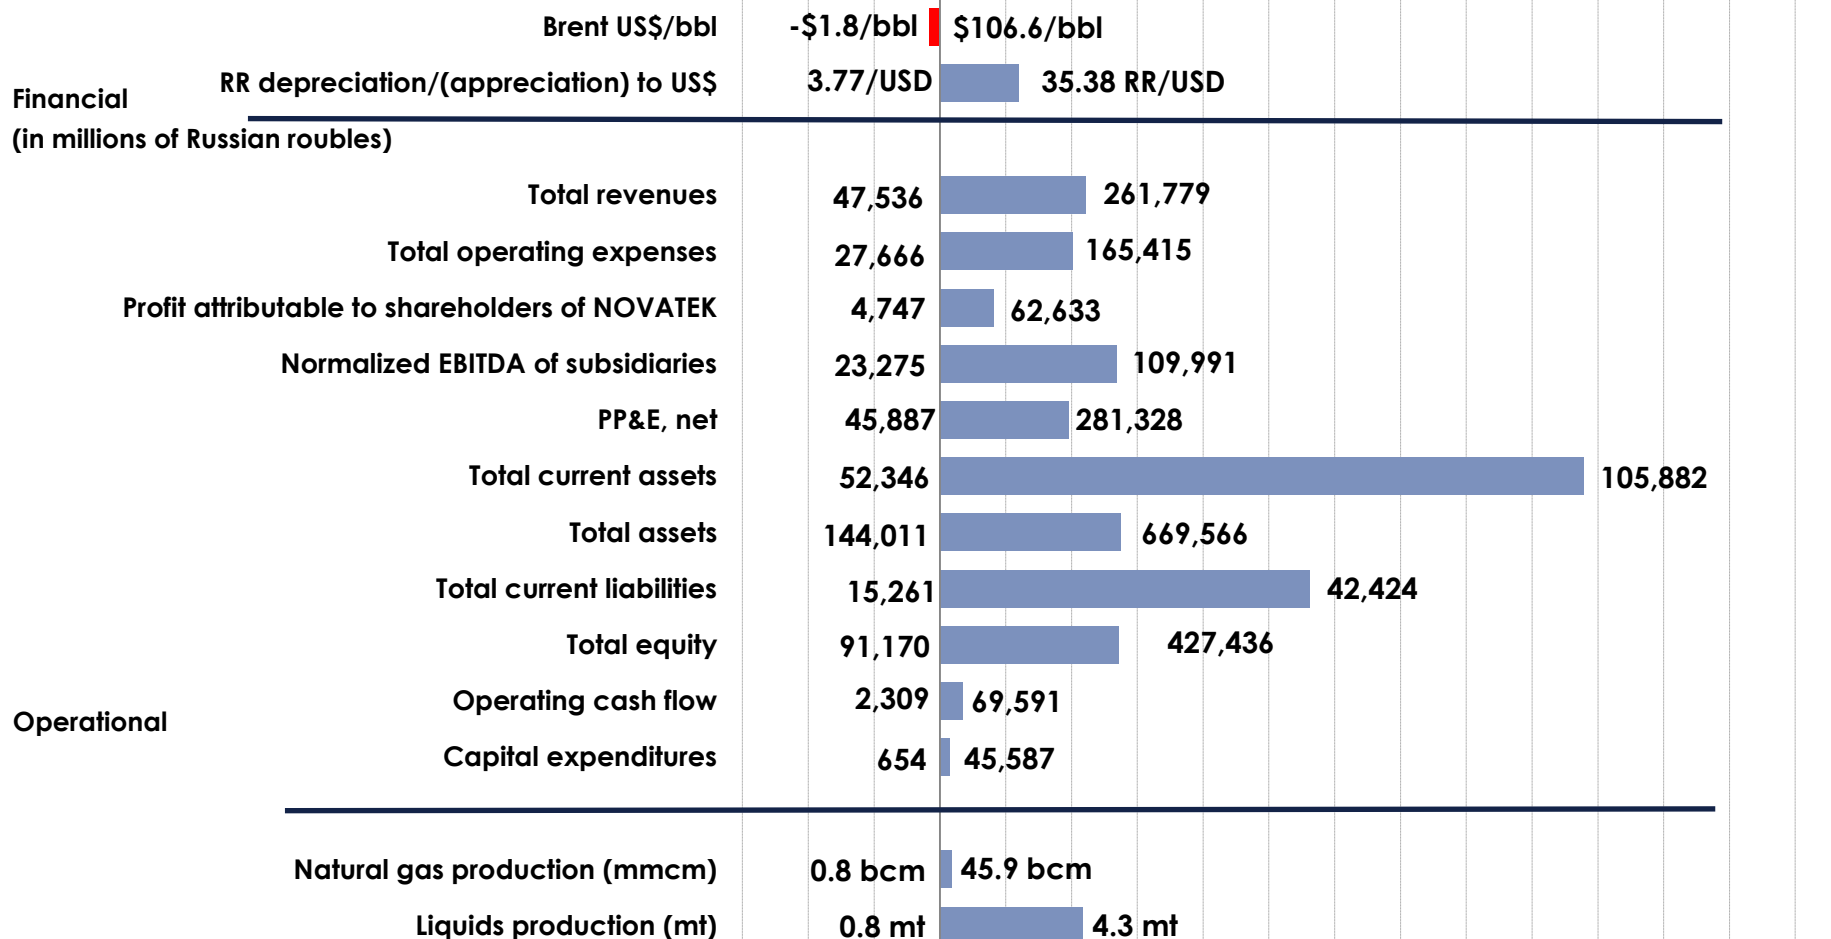 Brent US$/bbl -$1.8/bbl $106.6/bbl
RR depreciation/(appreciation) to US$ 3.77/USD 35.38 RR/USD
Financial
(in millions of Russian roubles)
Total revenues 47,536 261,779
Total operating expenses 27,666 165,415
Profit attributable to shareholders of NOVATEK 4,747 62,633
Normalized EBITDA of subsidiaries 23,275 109,991
PP&E, net 45,887 281,328
Total current assets 52,346 105,882
Total assets 144,011 669,566
Total current liabilities 15,261 42,424
Total equity 91,170 427,436
Operating cash flow 2,309 69,591
Operational
Capital expenditures 654 45,587
Natural gas production (mmcm) 0.8 bcm 45.9 bcm
Liquids production (mt) 0.8 mt 4.3 mt